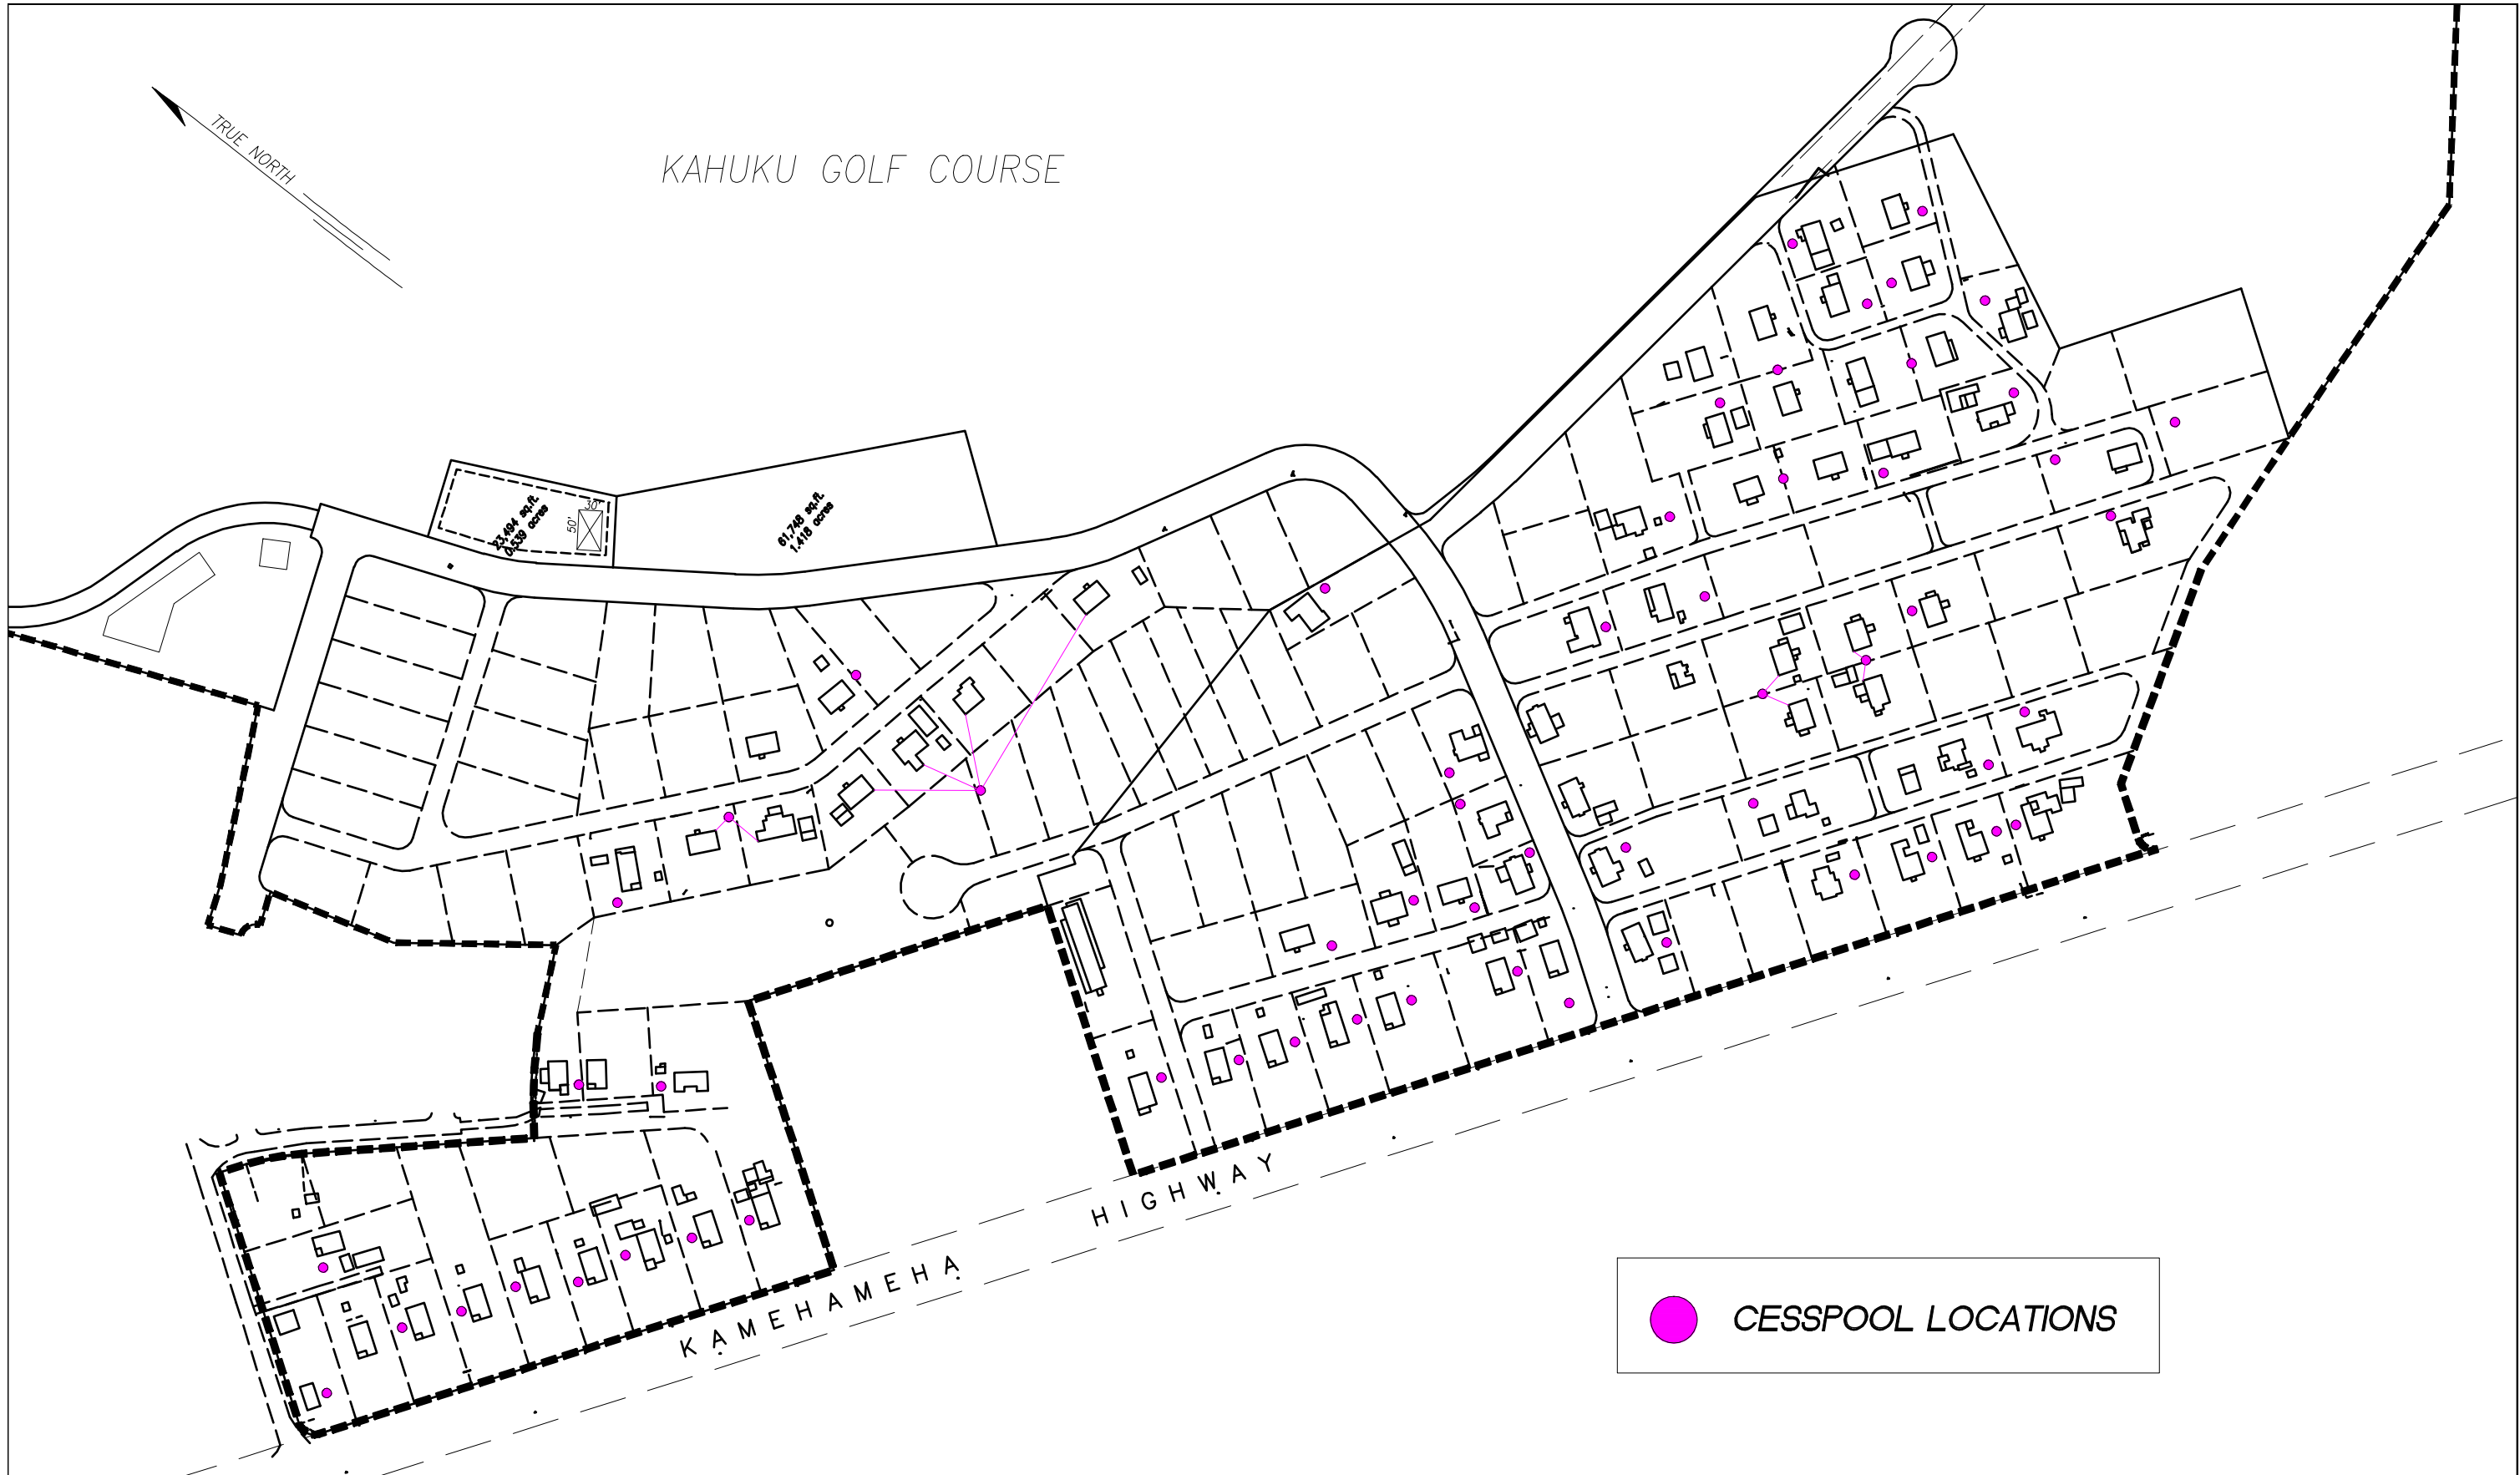 TRUE NORTH
KAHUKU GOLF COURSE
23,494 sq.ft.
0.539 acres
50'
30'
61,748 sq.ft.
1.418 acres
KAMEHAMEHA HIGHWAY
CESSPOOL LOCATIONS